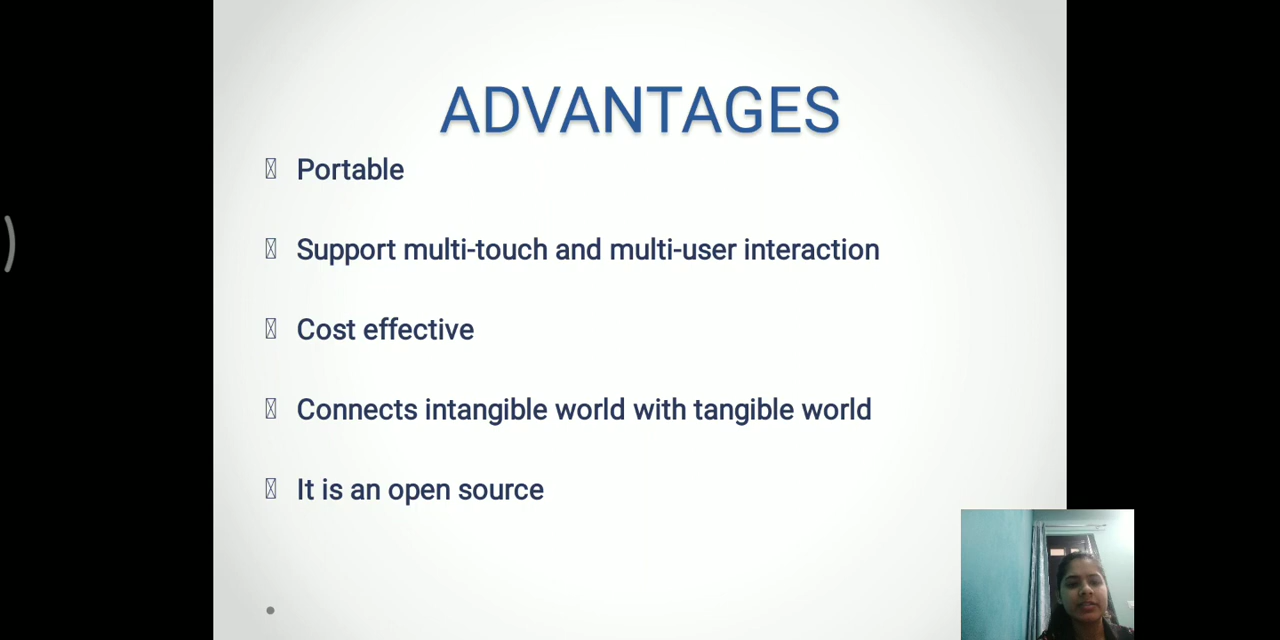 ADVANTAGES
Portable
Support multi-touch and multi-user interaction
Cost effective
Connects intangible world with tangible world
It is an open source